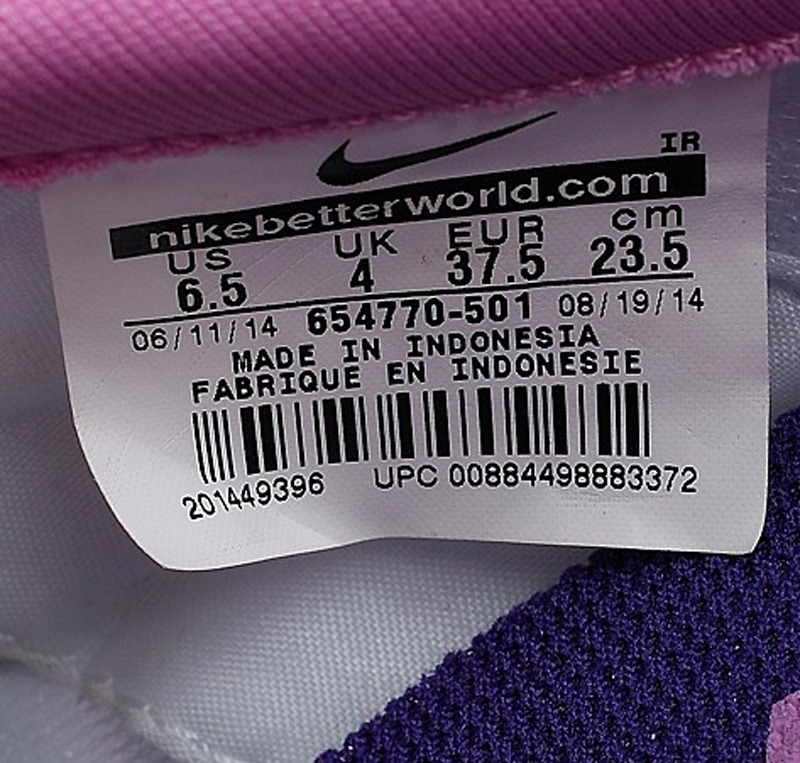 IR
nikebetterworld.com
US UK EUR cm
6.5 4 37.5 23.5
06/11/14 654770-501 08/19/14
MADE IN INDONESIA
FABRIQUE EN INDONESIE
201449396 UPC 00884498883372